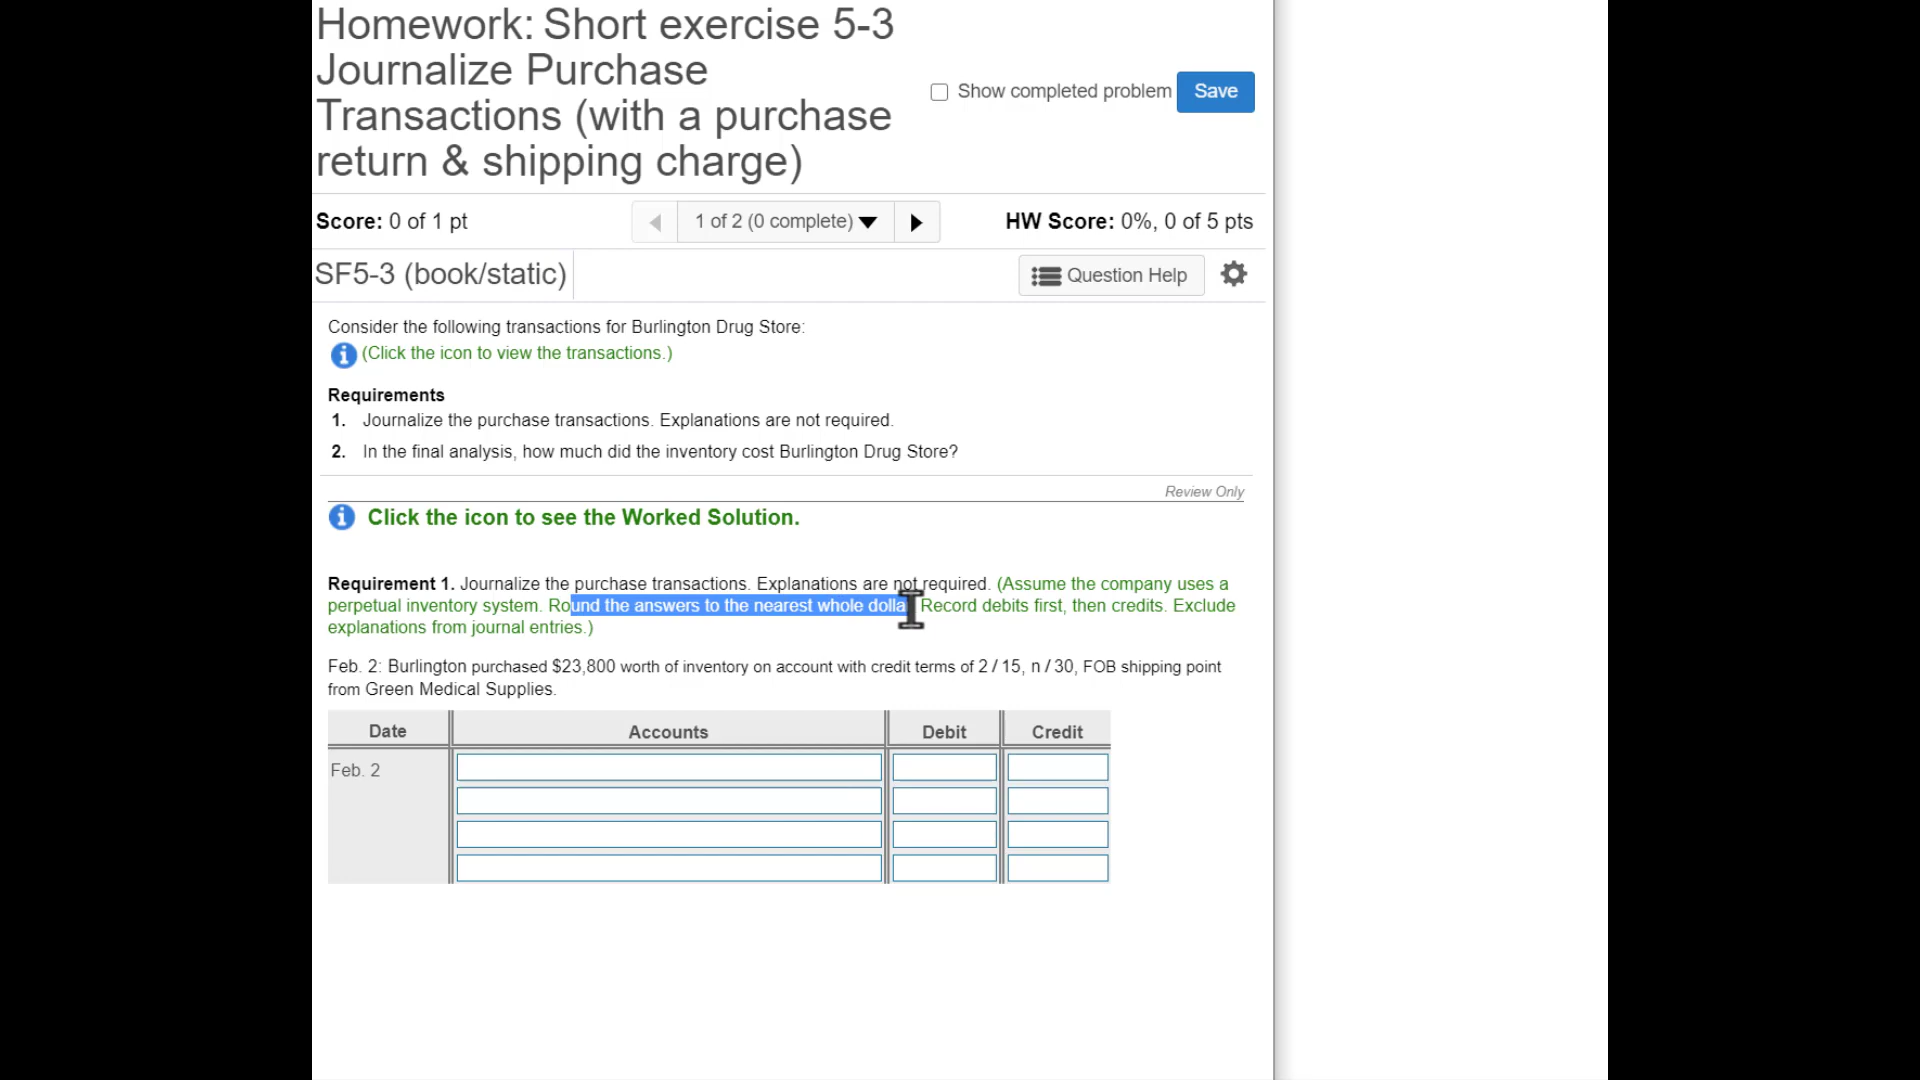 Homework: Short exercise 5-3
Journalize Purchase
Transactions (with a purchase
return & shipping charge)
Show completed problem
Save
Score: 0 of 1 pt
1 of 2 (0 complete)
HW Score: 0%, 0 of 5 pts
SF5-3 (book/static)
Question Help
Consider the following transactions for Burlington Drug Store:
(Click the icon to view the transactions.)
Requirements
1. Journalize the purchase transactions. Explanations are not required.
2. In the final analysis, how much did the inventory cost Burlington Drug Store?
Review Only
Click the icon to see the Worked Solution.
Requirement 1. Journalize the purchase transactions. Explanations are not required. (Assume the company uses a
perpetual inventory system. Round the answers to the nearest whole dolla Record debits first, then credits. Exclude
explanations from journal entries.)
Feb. 2: Burlington purchased $23,800 worth of inventory on account with credit terms of 2 / 15, n / 30, FOB shipping point
from Green Medical Supplies.
Date Accounts Debit Credit
Feb. 2